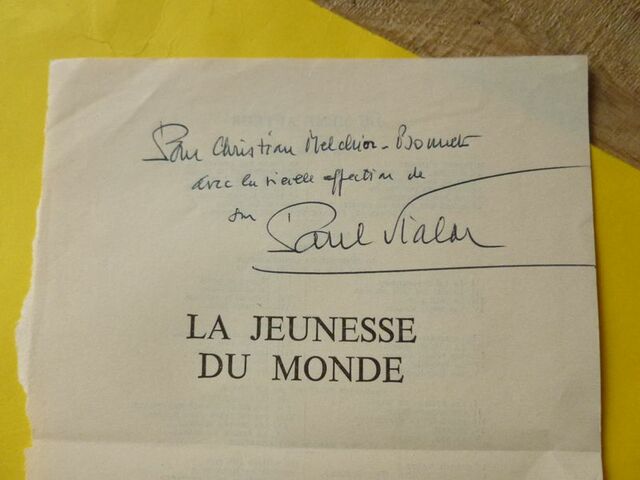 Pour Christian Melchior-Bonnet
avec la vieille affection de
son Paul Vialar
LA JEUNESSE
DU MONDE